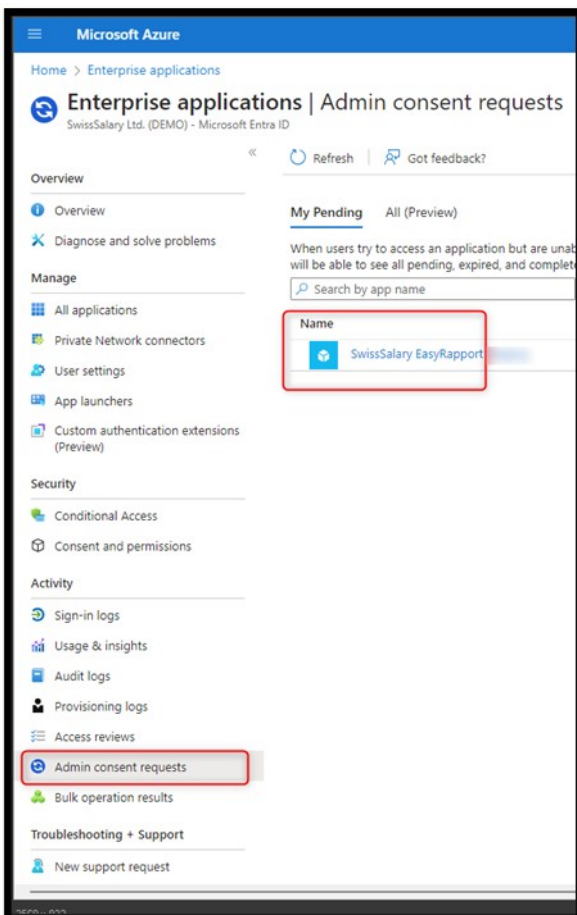 Microsoft Azure
Home > Enterprise applications
Enterprise applications | Admin consent requests
SwissSalary Ltd. (DEMO) - Microsoft Entra ID
«
Refresh | Got feedback?
Overview
Overview
Diagnose and solve problems
Manage
All applications
Private Network connectors
User settings
App launchers
Custom authentication extensions
(Preview)
Security
Conditional Access
Consent and permissions
Activity
Sign-in logs
Usage & insights
Audit logs
Provisioning logs
Access reviews
Admin consent requests
Bulk operation results
Troubleshooting + Support
New support request
My Pending All (Preview)
When users try to access an application but are unab
will be able to see all pending, expired, and complete
Search by app name
Name
SwissSalary EasyRapport